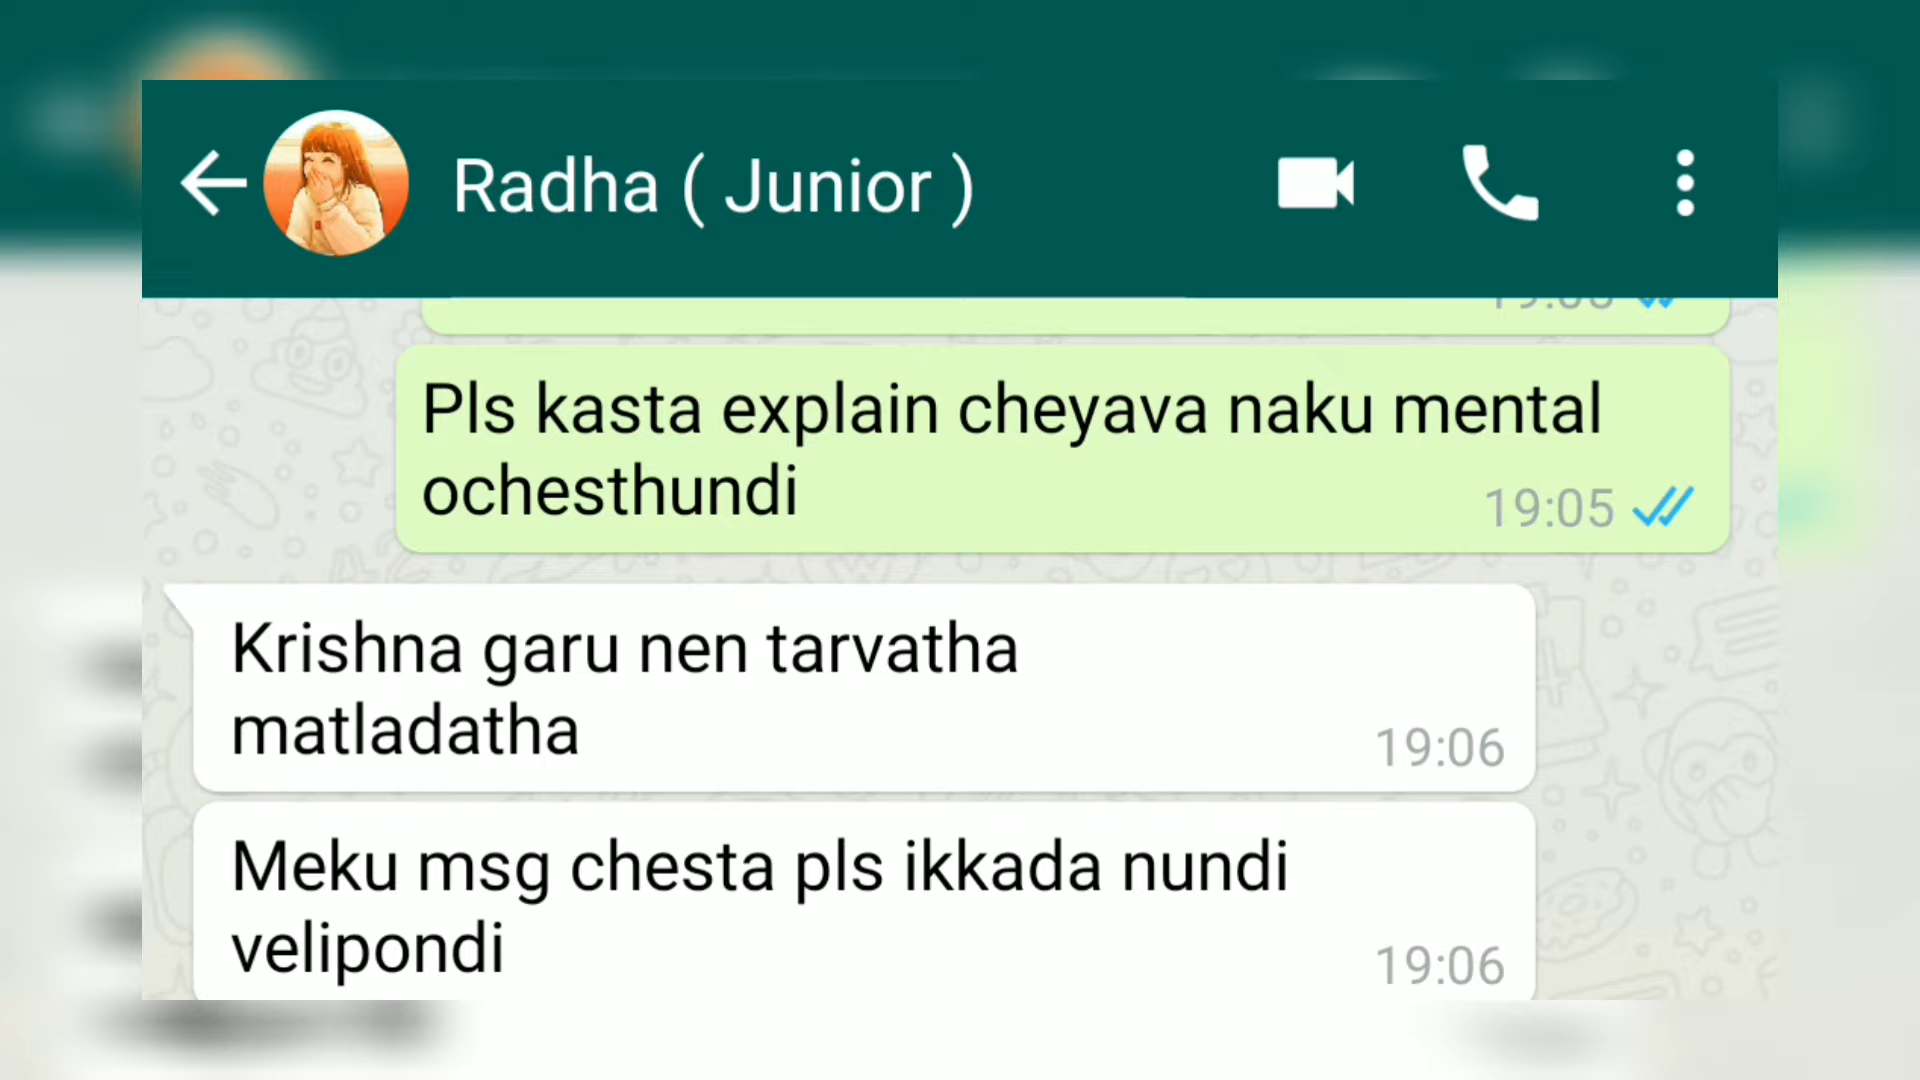 Radha ( Junior )
Pls kasta explain cheyava naku mental
ochesthundi
19:05
Krishna garu nen tarvatha
matladatha
19:06
Meku msg chesta pls ikkada nundi
velipondi
19:06